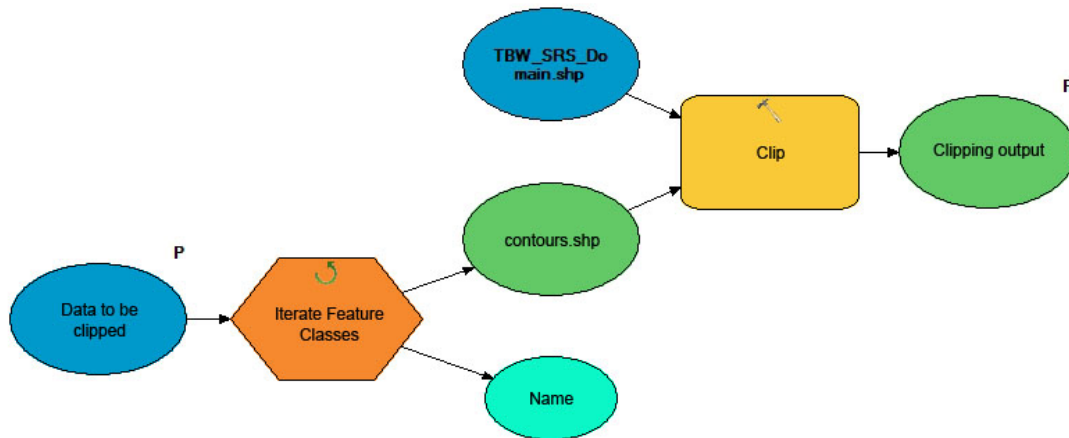 TBW_SRS_Do
main.shp
P
Clip
Clipping output
contours.shp
P
Data to be
clipped
Iterate Feature
Classes
Name